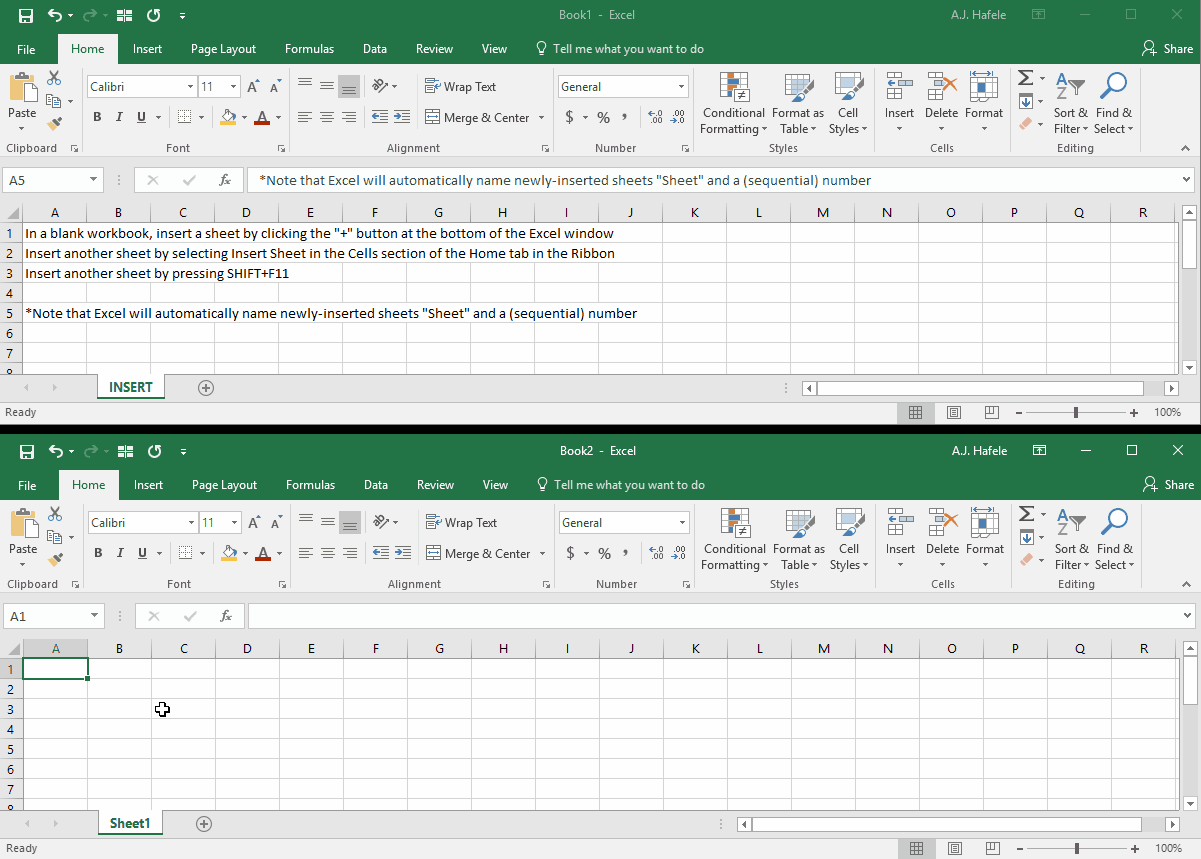 Book1 - Excel
A.J. Hafele
File Home Insert Page Layout Formulas Data Review View Tell me what you want to do Share
Calibri 11 Wrap Text General
Paste B I U Merge & Center $ % , .00 Conditional Formatting Format as Table Cell Styles Insert Delete Format Sort & Filter Find & Select
Clipboard Font Alignment Number Styles Cells Editing
A5 fx *Note that Excel will automatically name newly-inserted sheets "Sheet" and a (sequential) number
A B C D E F G H I J K L M N O P Q R
1 In a blank workbook, insert a sheet by clicking the "+" button at the bottom of the Excel window
2 Insert another sheet by selecting Insert Sheet in the Cells section of the Home tab in the Ribbon
3 Insert another sheet by pressing SHIFT+F11
4
5 *Note that Excel will automatically name newly-inserted sheets "Sheet" and a (sequential) number
6
7
INSERT
Ready 100%
Book2 - Excel
A.J. Hafele
File Home Insert Page Layout Formulas Data Review View Tell me what you want to do Share
Calibri 11 Wrap Text General
Paste B I U Merge & Center $ % , .00 Conditional Formatting Format as Table Cell Styles Insert Delete Format Sort & Filter Find & Select
Clipboard Font Alignment Number Styles Cells Editing
A1 fx
A B C D E F G H I J K L M N O P Q R
1
2
3
4
5
6
7
Sheet1
Ready 100%